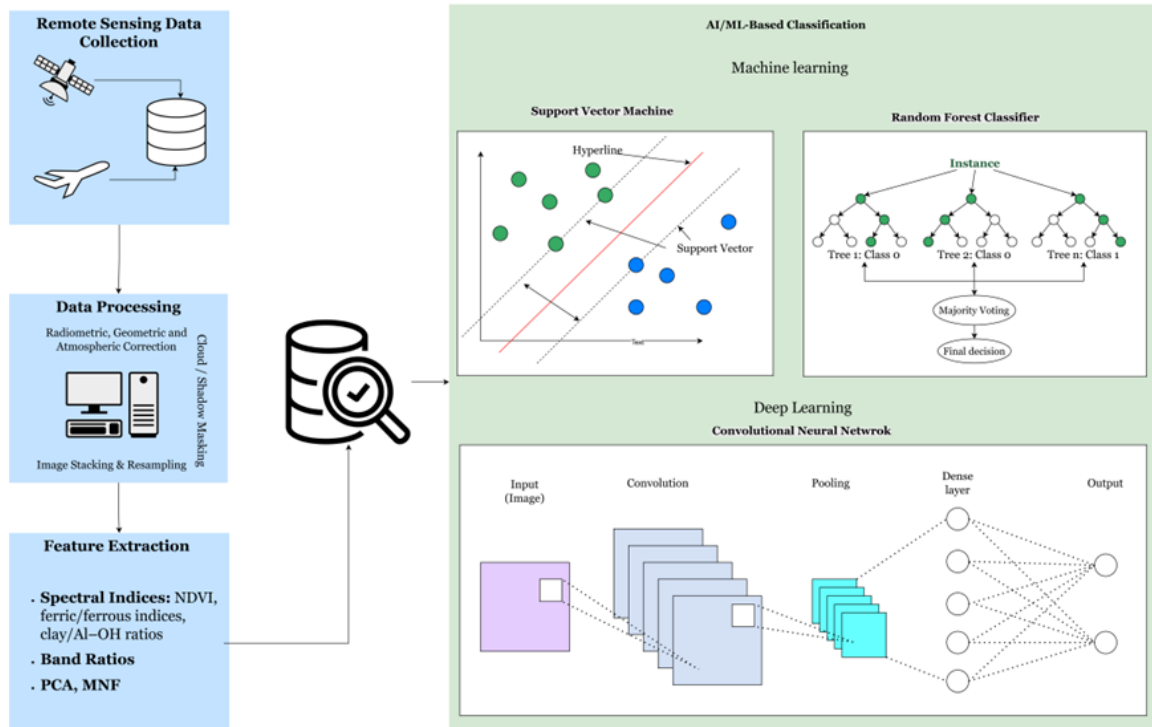 Remote Sensing Data
Collection
Data Processing
Radiometric, Geometric and
Atmospheric Correction
Cloud / Shadow Masking
Image Stacking & Resampling
Feature Extraction
• Spectral Indices: NDVI,
ferric/ferrous indices,
clay/Al–OH ratios
• Band Ratios
• PCA, MNF
AI/ML-Based Classification
Machine learning
Support Vector Machine
Hyperline
Support Vector
Text
Random Forest Classifier
Instance
Tree 1: Class 0
Tree 2: Class 0
Tree n: Class 1
Majority Voting
Final decision
Deep Learning
Convolutional Neural Netwrok
Input
(Image)
Convolution
Pooling
Dense
layer
Output